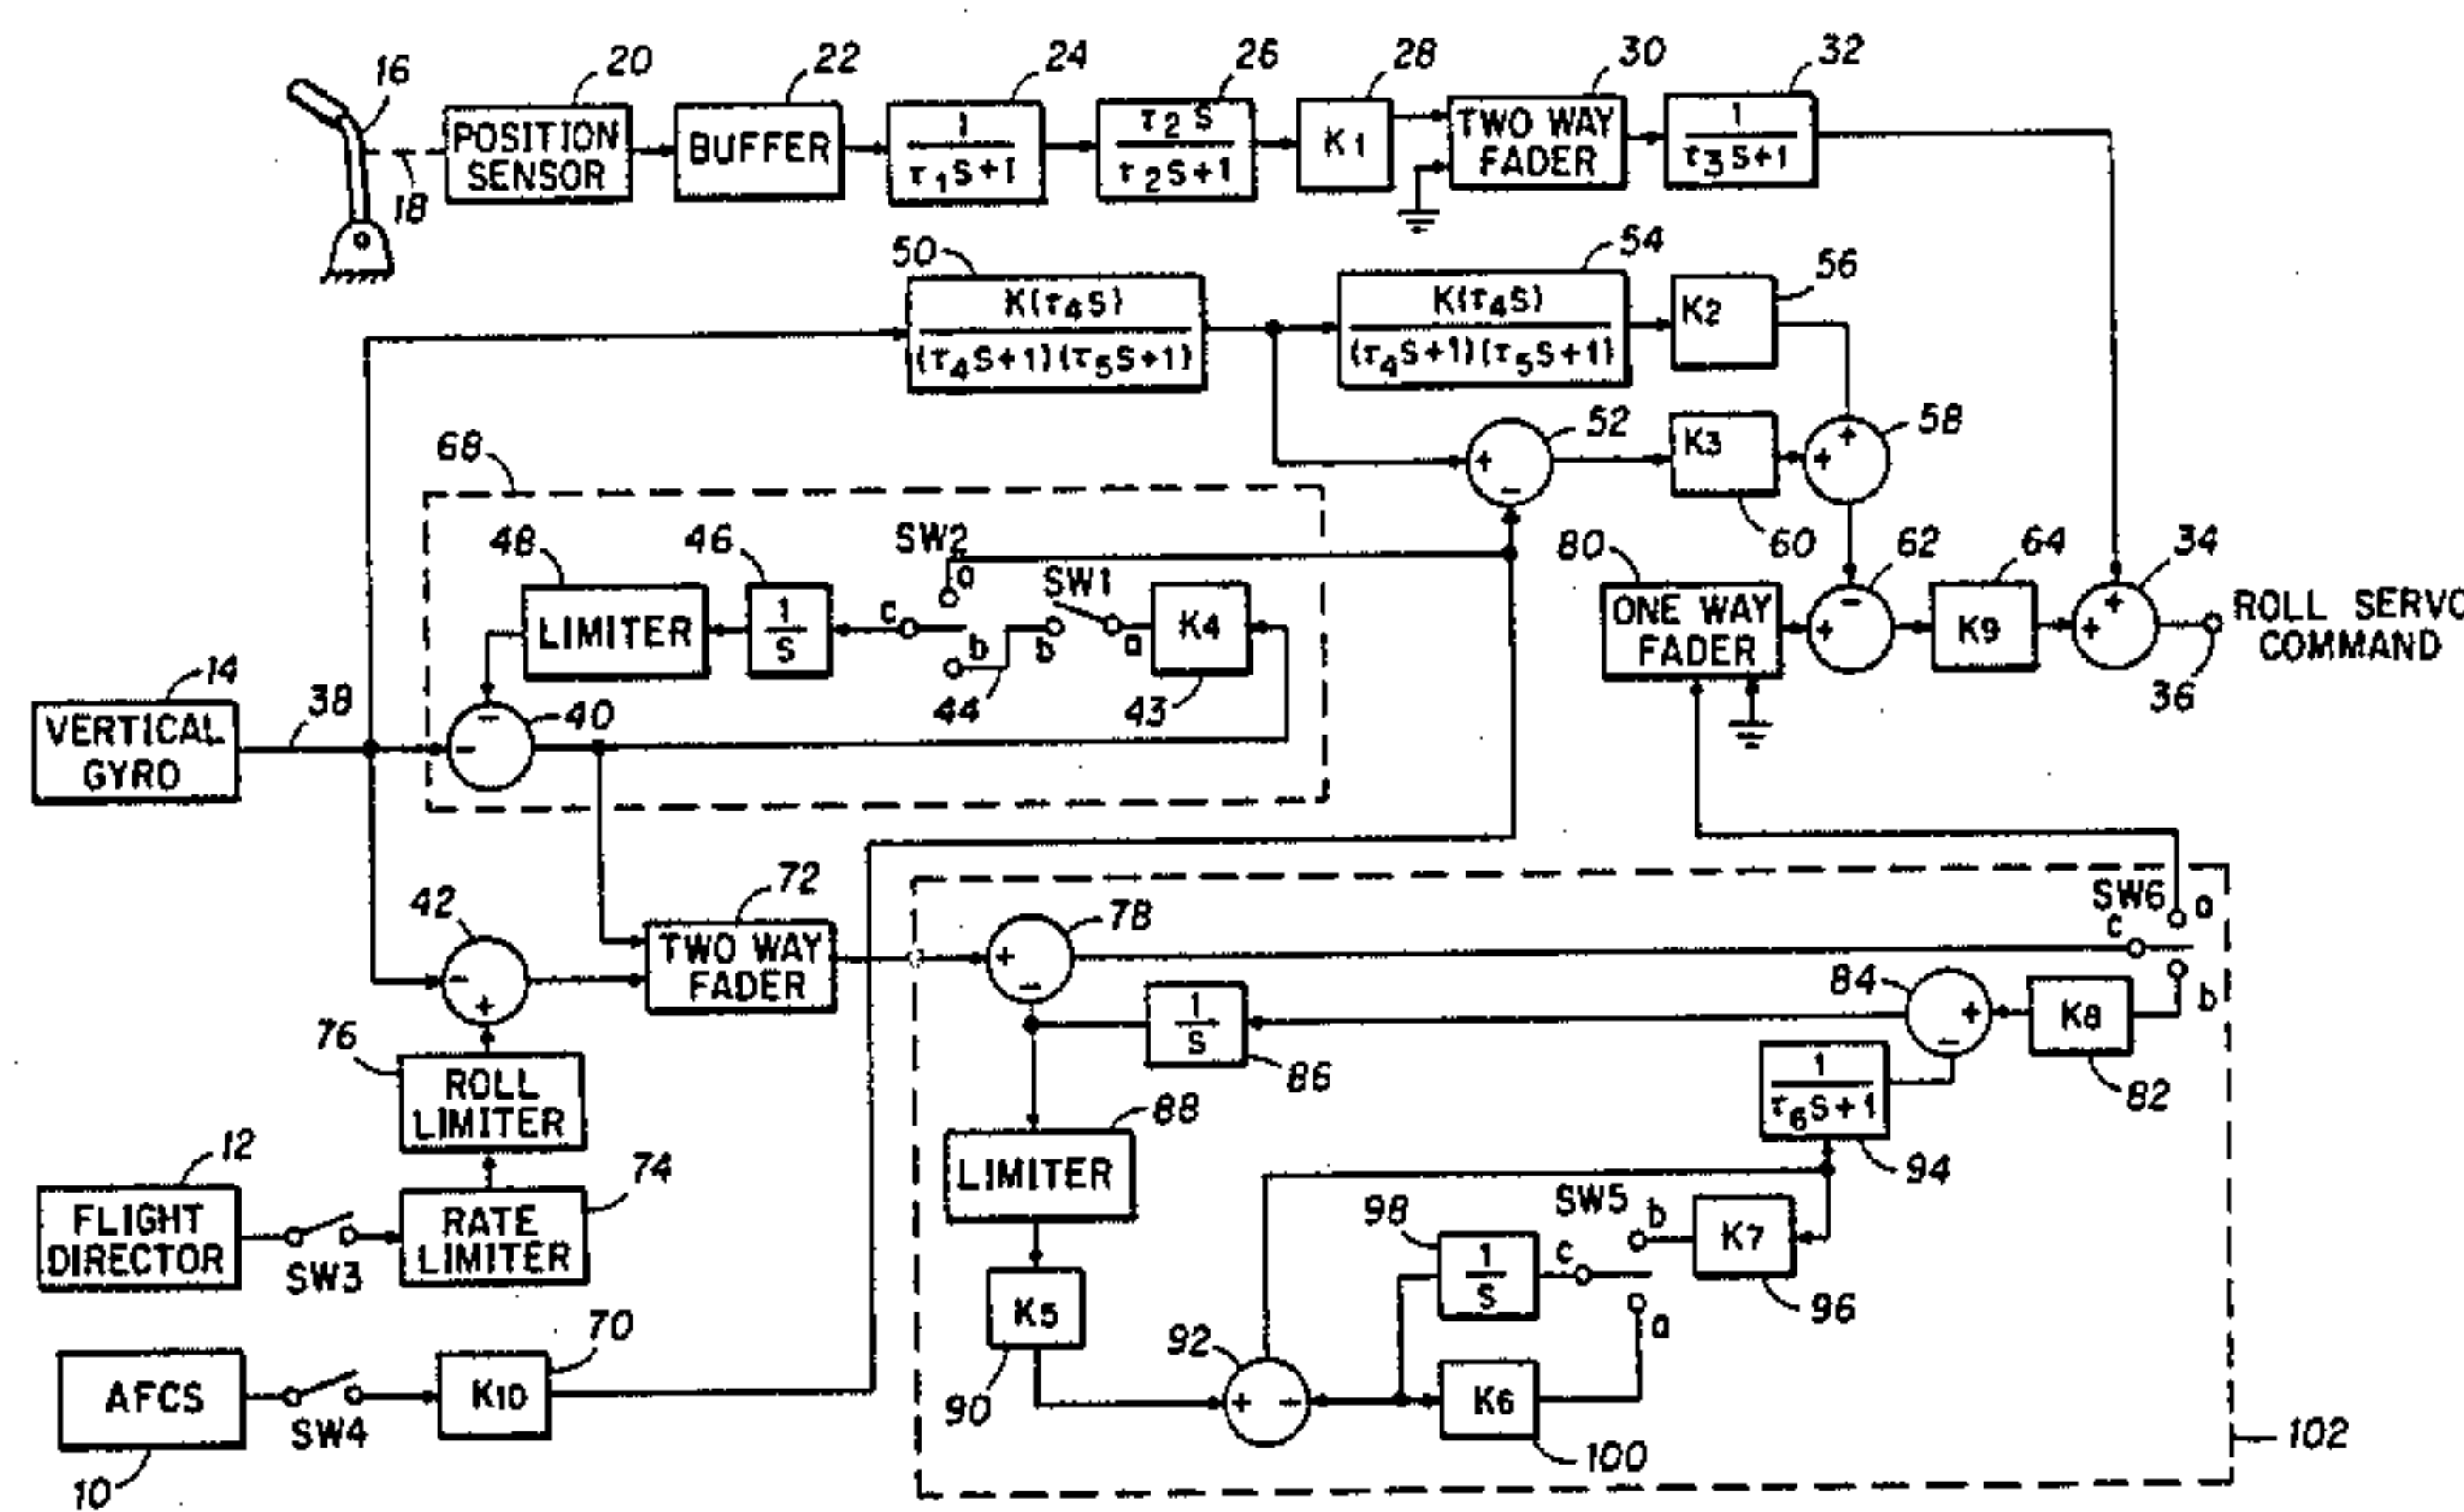 16
20
22
24
26
28
30
32
POSITION
SENSOR
BUFFER
1
τ1S+1
τ2 S
τ2S+1
K1
TWO WAY
FADER
1
τ3S+1
18
50
54
56
K(τ4S)
(τ4S+1)(τ5S+1)
K(τ4S)
(τ4S+1)(τ5S+1)
K2
68
52
K3
+
+
58
+
-
60
48
46
SW2
a
SW1
80
62
64
34
LIMITER
1
S
c
b
b
a
K4
ONE WAY
FADER
-
+
K9
+
+
ROLL SERVO
COMMAND
44
43
36
14
38
-
-
40
VERTICAL
GYRO
42
72
78
SW6
a
c
b
-
+
TWO WAY
FADER
+
-
84
+
-
K8
82
76
ROLL
LIMITER
1
S
86
1
τ6S+1
94
12
74
88
FLIGHT
DIRECTOR
SW3
RATE
LIMITER
LIMITER
98
SW5
b
c
a
1
S
K7
96
K5
90
70
92
AFCS
SW4
K10
+
-
K6
100
102
10